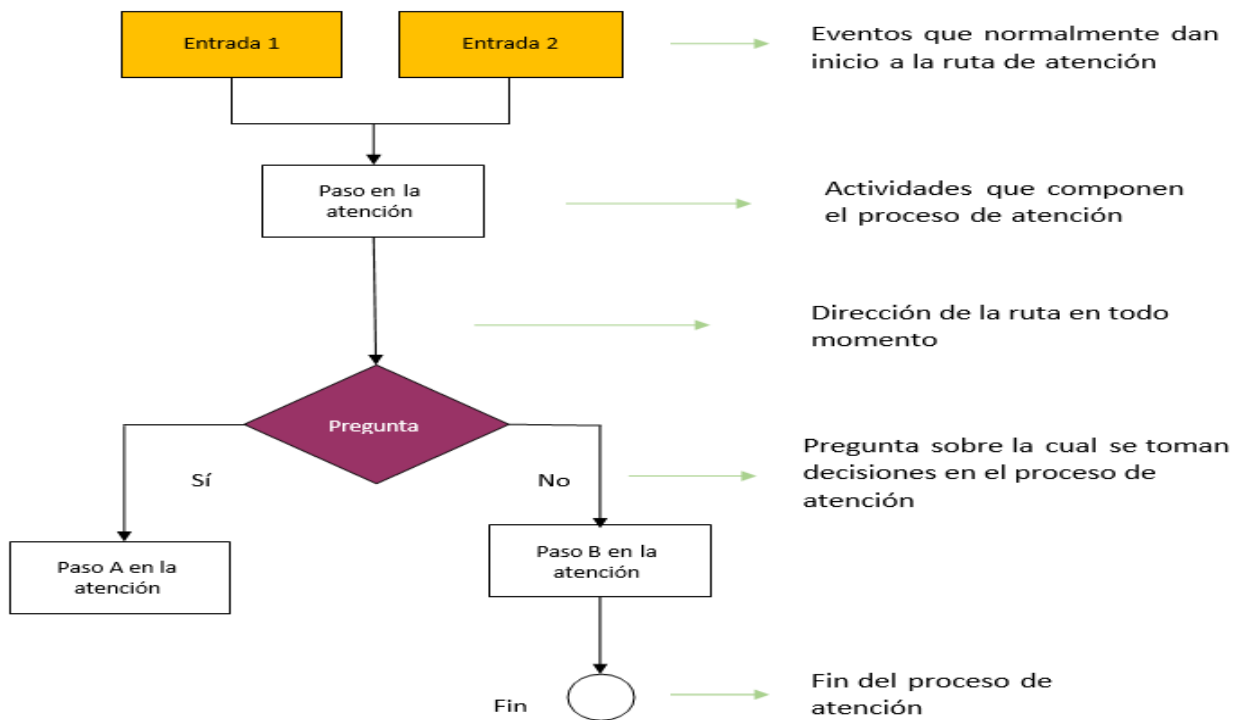 Entrada 1
Entrada 2
Eventos que normalmente dan
inicio a la ruta de atención
Paso en la
atención
Actividades que componen
el proceso de atención
Dirección de la ruta en todo
momento
Pregunta
Sí
No
Pregunta sobre la cual se toman
decisiones en el proceso de
atención
Paso A en la
atención
Paso B en la
atención
Fin
Fin del proceso de
atención